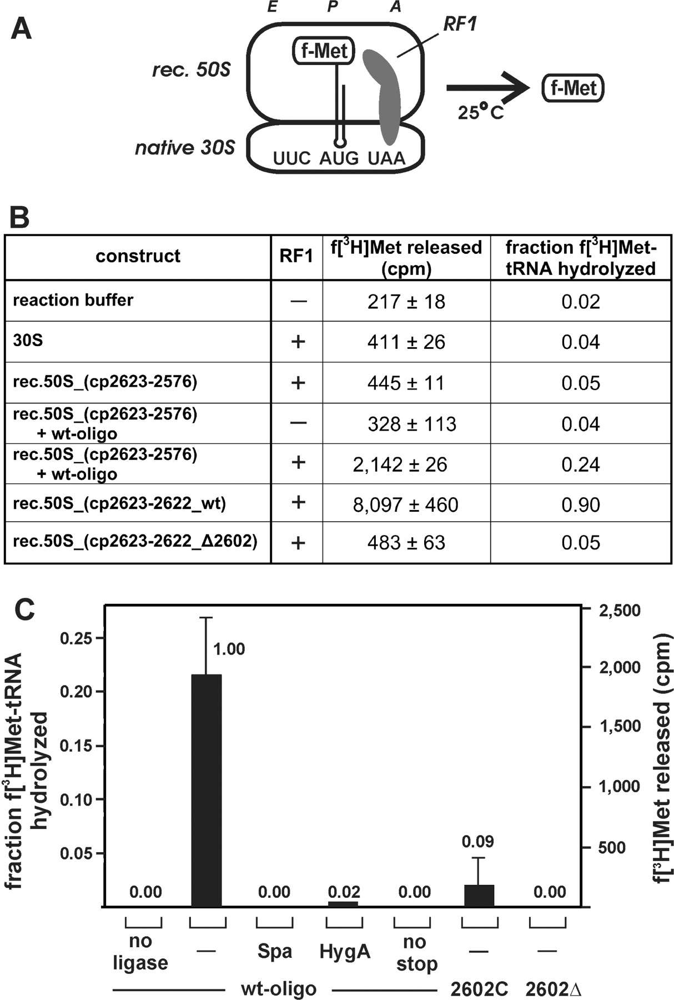 A
E P A
RF1
f-Met
rec. 50S
f-Met
25°C
native 30S
UUC AUG UAA
B
construct RF1 f[³H]Met released (cpm) fraction f[³H]Met-tRNA hydrolyzed
reaction buffer — 217 ± 18 0.02
30S + 411 ± 26 0.04
rec.50S_(cp2623-2576) + 445 ± 11 0.05
rec.50S_(cp2623-2576) + wt-oligo — 328 ± 113 0.04
rec.50S_(cp2623-2576) + wt-oligo + 2,142 ± 26 0.24
rec.50S_(cp2623-2622_wt) + 8,097 ± 460 0.90
rec.50S_(cp2623-2622_Δ2602) + 483 ± 63 0.05
C
fraction f[³H]Met-tRNA
hydrolyzed
0.25
0.20
0.15
0.10
0.05
1.00
0.00
0.00
0.02
0.00
0.09
0.00
2,500
2,000
1,500
1,000
500
f[³H]Met released (cpm)
no ligase
—
Spa
HygA
no stop
—
—
wt-oligo 2602C 2602Δ